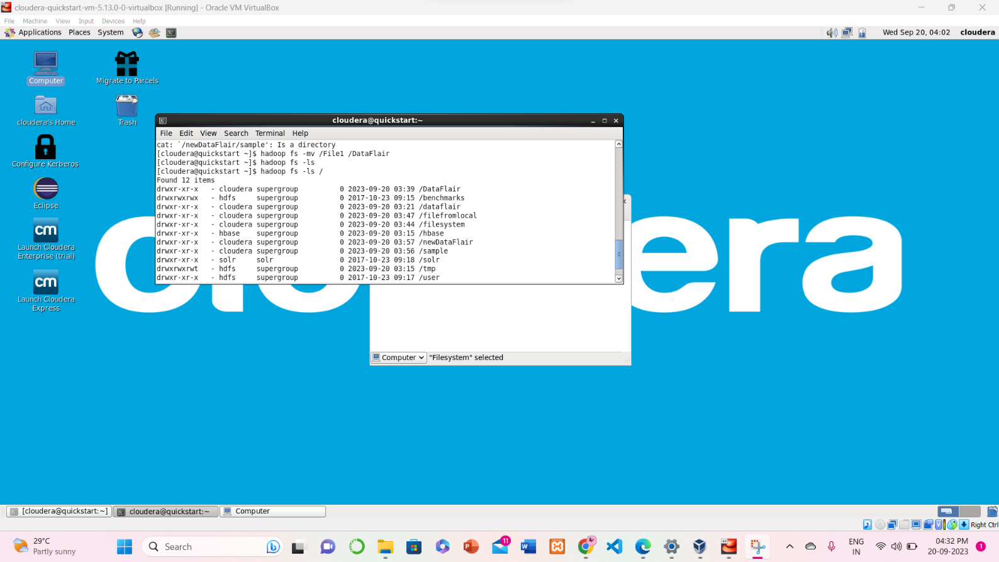 cloudera-quickstart-vm-5.13.0-0-virtualbox [Running] - Oracle VM VirtualBox
File Machine View Input Devices Help
Applications Places System Wed Sep 20, 04:02 cloudera
Computer
Migrate to Parcels
cloudera's Home
Trash
Configure Kerberos
Eclipse
cm
Launch Cloudera
Enterprise (trial)
cm
Launch Cloudera
Express
cloudera@quickstart:~
File Edit View Search Terminal Help
cat: `/newDataFlair/sample': Is a directory
[cloudera@quickstart ~]$ hadoop fs -mv /File1 /DataFlair
[cloudera@quickstart ~]$ hadoop fs -ls
[cloudera@quickstart ~]$ hadoop fs -ls /
Found 12 items
drwxr-xr-x - cloudera supergroup 0 2023-09-20 03:39 /DataFlair
drwxrwxrwx - hdfs supergroup 0 2017-10-23 09:15 /benchmarks
drwxr-xr-x - cloudera supergroup 0 2023-09-20 03:21 /dataflair
drwxr-xr-x - cloudera supergroup 0 2023-09-20 03:47 /filefromlocal
drwxr-xr-x - cloudera supergroup 0 2023-09-20 03:44 /filesystem
drwxr-xr-x - hbase supergroup 0 2023-09-20 03:15 /hbase
drwxr-xr-x - cloudera supergroup 0 2023-09-20 03:57 /newDataFlair
drwxr-xr-x - cloudera supergroup 0 2023-09-20 03:56 /sample
drwxr-xr-x - solr solr 0 2017-10-23 09:18 /solr
drwxrwxrwt - hdfs supergroup 0 2023-09-20 03:15 /tmp
drwxr-xr-x - hdfs supergroup 0 2017-10-23 09:17 /user
cloudera
Computer "Filesystem" selected
[cloudera@quickstart:~] cloudera@quickstart:~ Computer
Right Ctrl
29°C
Partly sunny
Search
11
ENG
IN
04:32 PM
20-09-2023
1